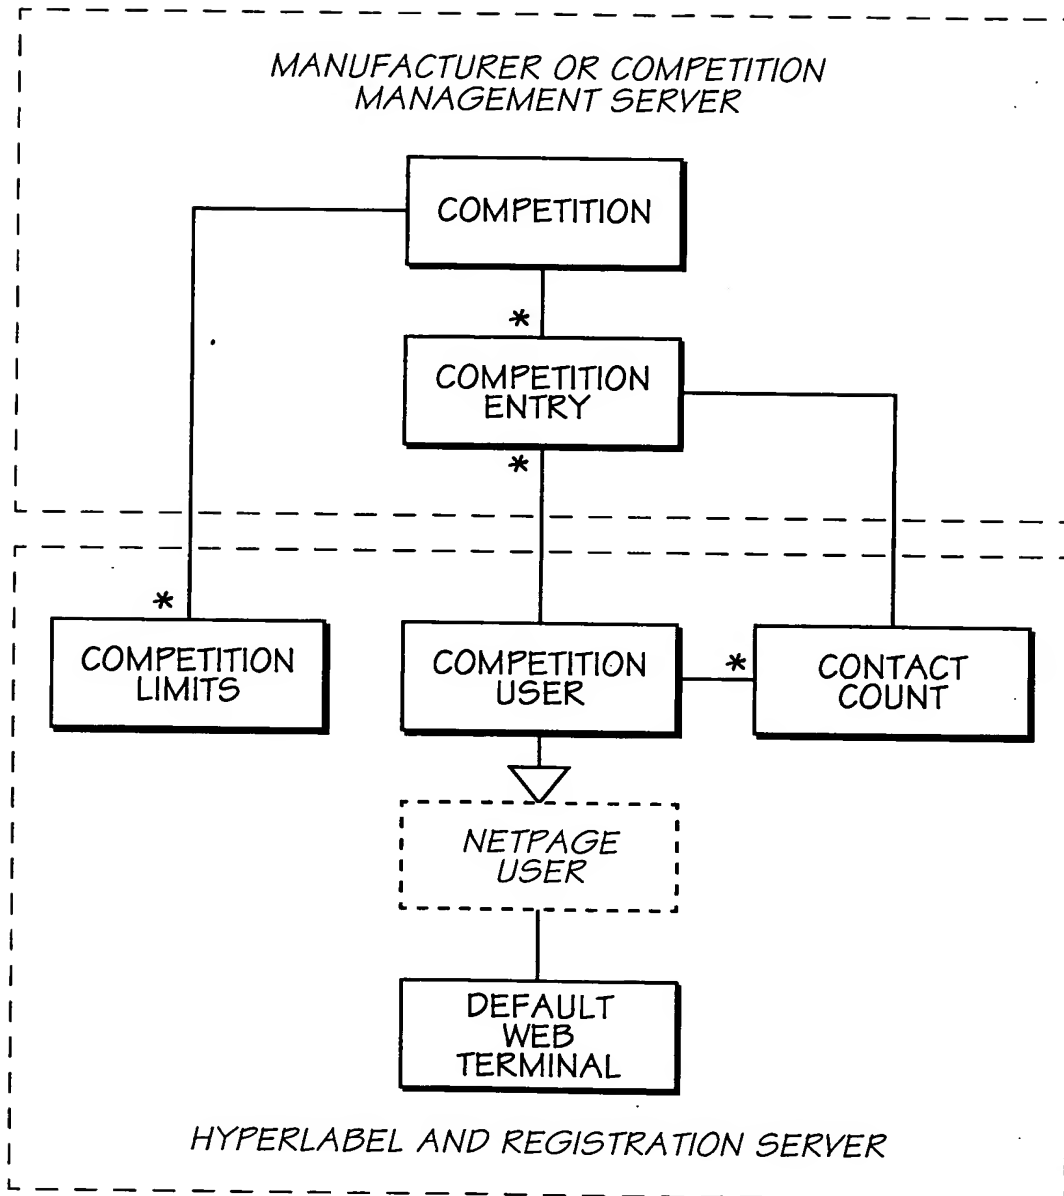 MANUFACTURER OR COMPETITION
MANAGEMENT SERVER
COMPETITION
*
COMPETITION
ENTRY
*
*
COMPETITION
LIMITS
COMPETITION
USER
*
CONTACT
COUNT
NETPAGE
USER
DEFAULT
WEB
TERMINAL
HYPERLABEL AND REGISTRATION SERVER